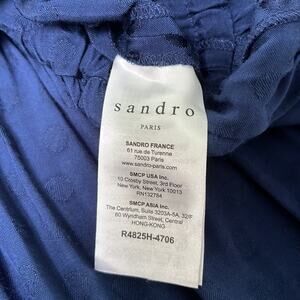 sandro
PARIS
SANDRO FRANCE
61 rue de Turenne
75003 Paris
sandro-paris.com
SMCP USA Inc.
10 Crosby Street, 3rd Floor
New York, New York 10013
RN132784
SMCP ASIA Inc.
The Centrium, Suite 3203A-5A, 32/F
60 Wyndham Street, Central
HONG-KONG
R4825H-4706